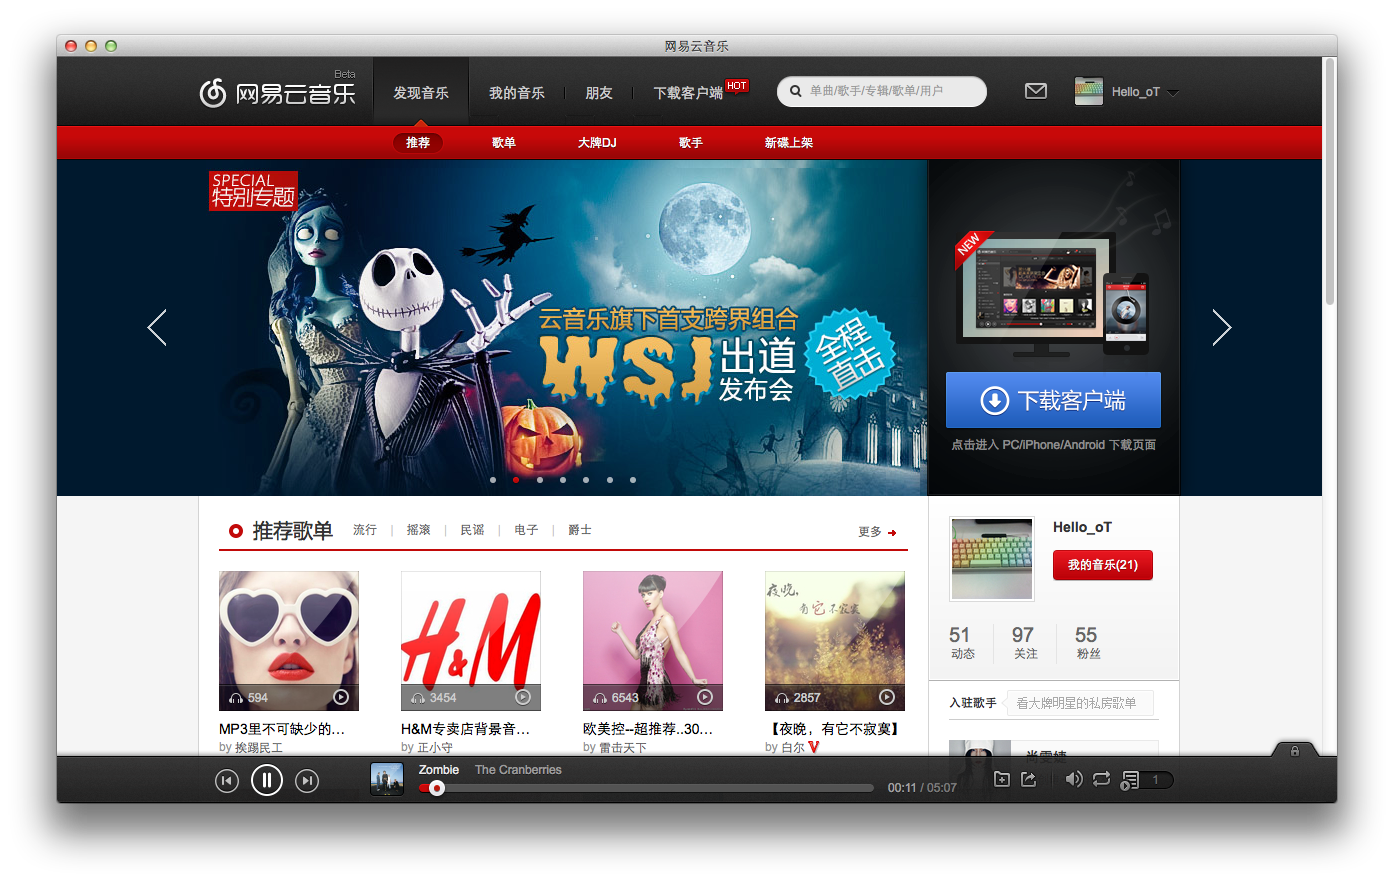 网易云音乐
Beta
网易云音乐
发现音乐
我的音乐
朋友
下载客户端
HOT
单曲/歌手/专辑/歌单/用户
Hello_oT
推荐
歌单
大牌DJ
歌手
新碟上架
SPECIAL
特别专题
云音乐旗下首支跨界组合
WSJ
出道
发布会
全程
直击
NEW
下载客户端
点击进入 PC/iPhone/Android 下载页面
推荐歌单
流行 | 摇滚 | 民谣 | 电子 | 爵士
更多
H&M
夜晚,
有它不寂寞
594
3454
6543
2857
MP3里不可缺少的...
H&M专卖店背景音...
欧美控--超推荐..30...
【夜晚，有它不寂寞】
by 挨蹋民工
by 正小守
by 雷击天下
by 白尔 V
Hello_oT
我的音乐(21)
51
97
55
动态
关注
粉丝
入驻歌手
看大牌明星的私房歌单
尚雯婕
Zombie The Cranberries
00:11 / 05:07
1